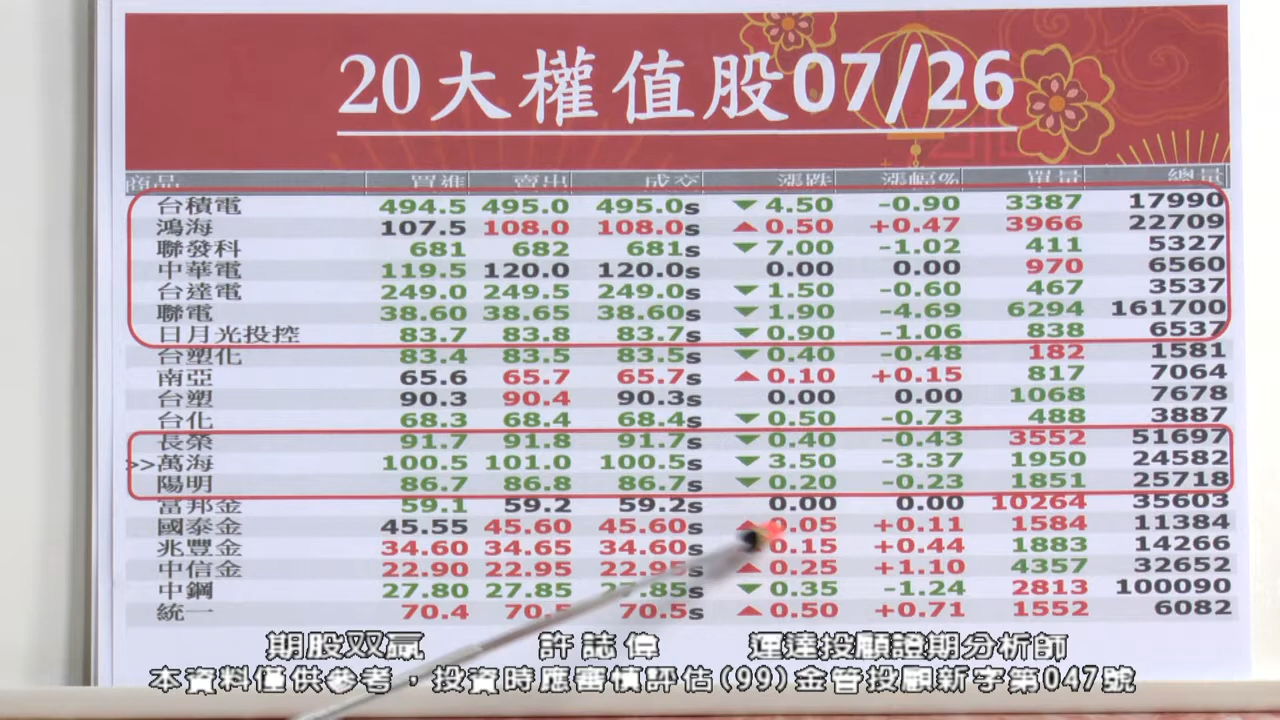 20大權值股07/26
商品 買進 賣出 成交 漲跌 漲幅% 單量 總量
台積電 494.5 495.0 495.0s ▼4.50 -0.90 3387 17990
鴻海 107.5 108.0 108.0s ▲0.50 +0.47 3966 22709
聯發科 681 682 681s ▼7.00 -1.02 411 5327
中華電 119.5 120.0 120.0s 0.00 0.00 970 6560
台達電 249.0 249.5 249.0s ▼1.50 -0.60 467 3537
聯電 38.60 38.65 38.60s ▼1.90 -4.69 6294 161700
日月光投控 83.7 83.8 83.7s ▼0.90 -1.06 838 6537
台塑化 83.4 83.5 83.5s ▼0.40 -0.48 182 1581
南亞 65.6 65.7 65.7s ▲0.10 +0.15 817 7064
台塑 90.3 90.4 90.3s 0.00 0.00 1068 7678
台化 68.3 68.4 68.4s ▼0.50 -0.73 488 3887
長榮 91.7 91.8 91.7s ▼0.40 -0.43 3552 51697
>>萬海 100.5 101.0 100.5s ▼3.50 -3.37 1950 24582
陽明 86.7 86.8 86.7s ▼0.20 -0.23 1851 25718
富邦金 59.1 59.2 59.2s 0.00 0.00 10264 35603
國泰金 45.55 45.60 45.60s ▲0.05 +0.11 1584 11384
兆豐金 34.60 34.65 34.60s 0.15 +0.44 1883 14266
中信金 22.90 22.95 22.95s ▲0.25 +1.10 4357 32652
中鋼 27.80 27.85 27.85s ▼0.35 -1.24 2813 100090
統一 70.4 70.5 70.5s ▲0.50 +0.71 1552 6082
期股双贏 許誌偉 運達投顧證期分析師
本資料僅供參考，投資時應審慎評估(99)金管投顧新字第047號